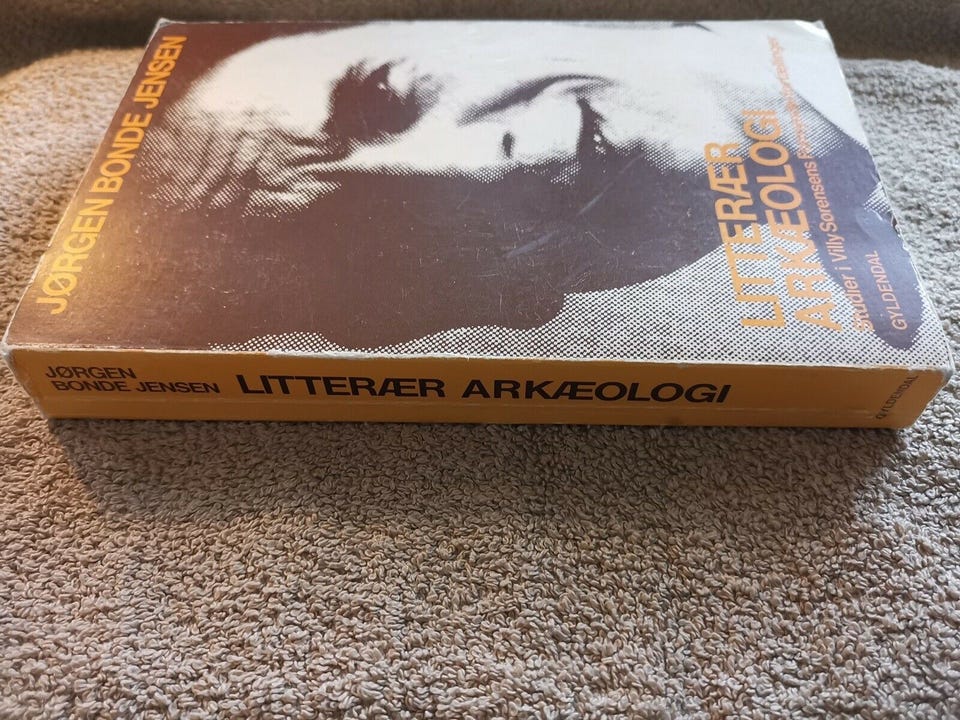 JØRGEN BONDE JENSEN
LITTERÆR
ARKÆOLOGI
Studier i Villy Sørensens
GYLDENDAL
JØRGEN
BONDE JENSEN
LITTERÆR ARKÆOLOGI
GYLDENDAL